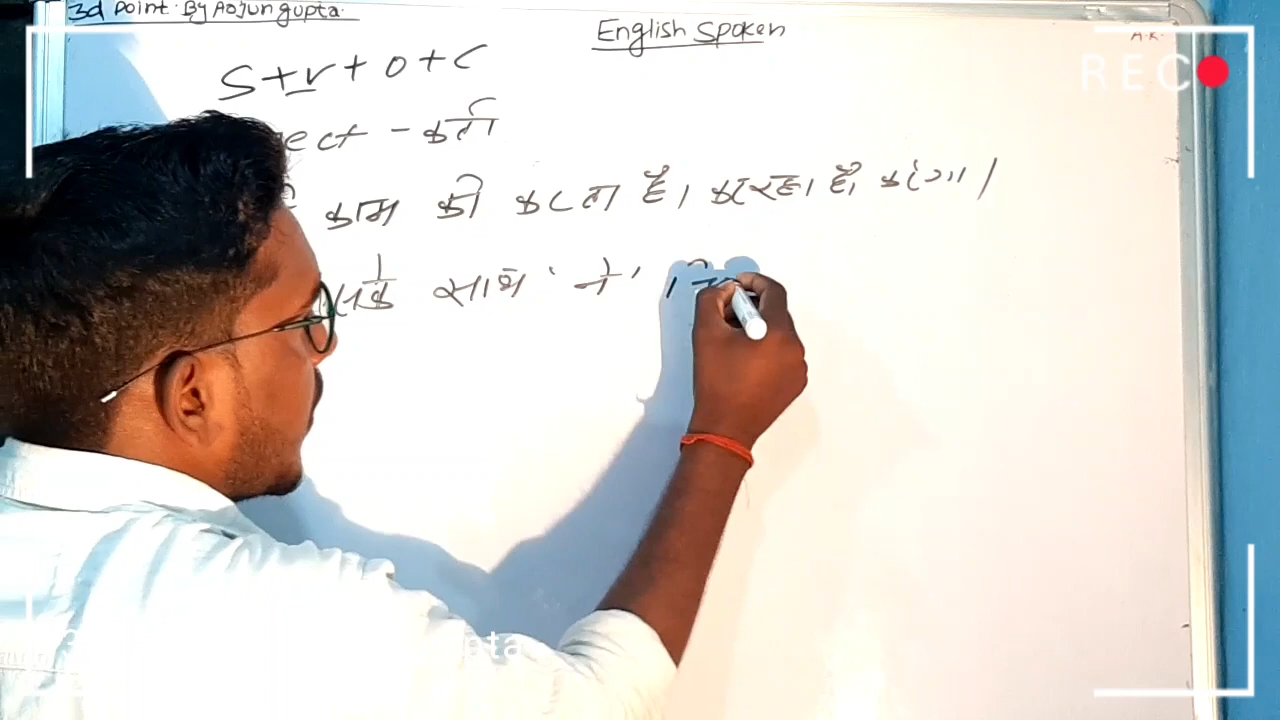 3d Point. By Arjun gupta.
English Spoken
A.K.
REC
S+v+o+c
ect - कर्ता
काम को करता है। कर रहा है, करेगा।
साथ 'ने'